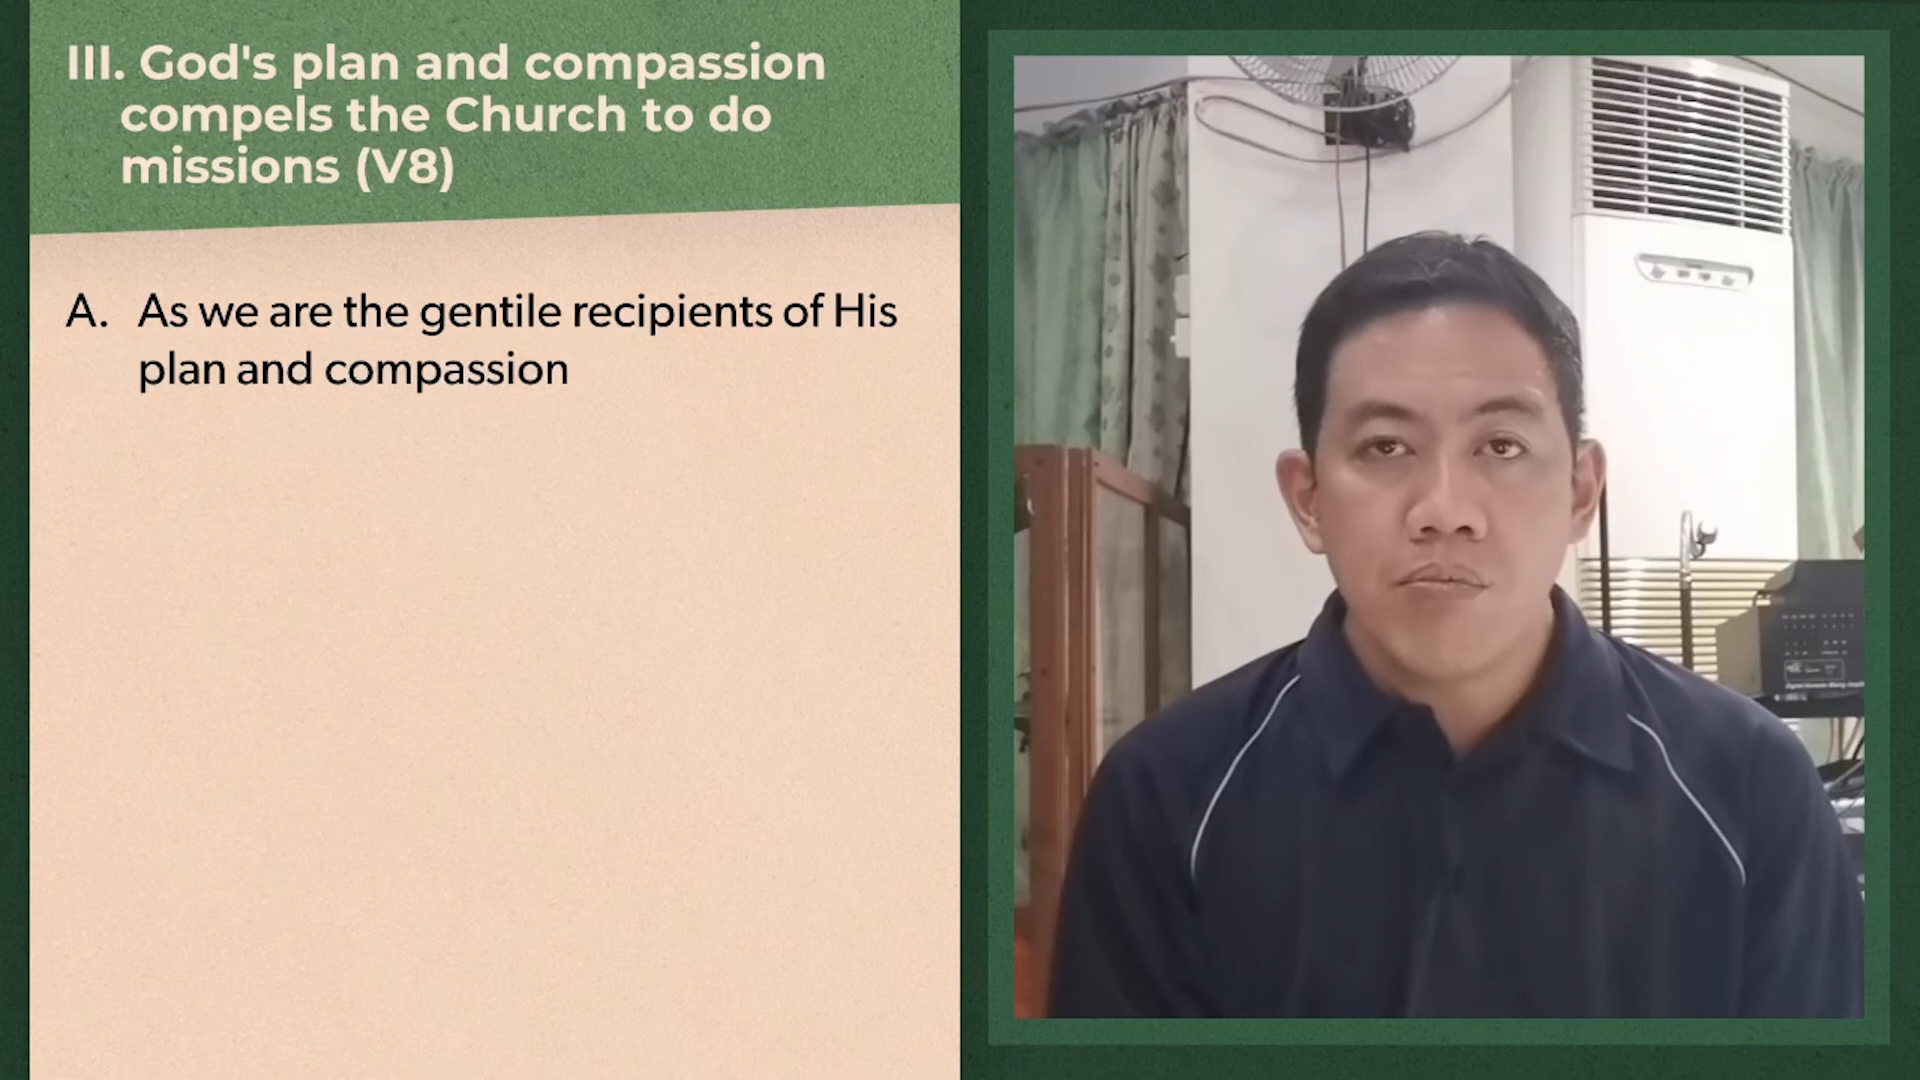 III. God's plan and compassion
compels the Church to do
missions (V8)
A. As we are the gentile recipients of His
plan and compassion